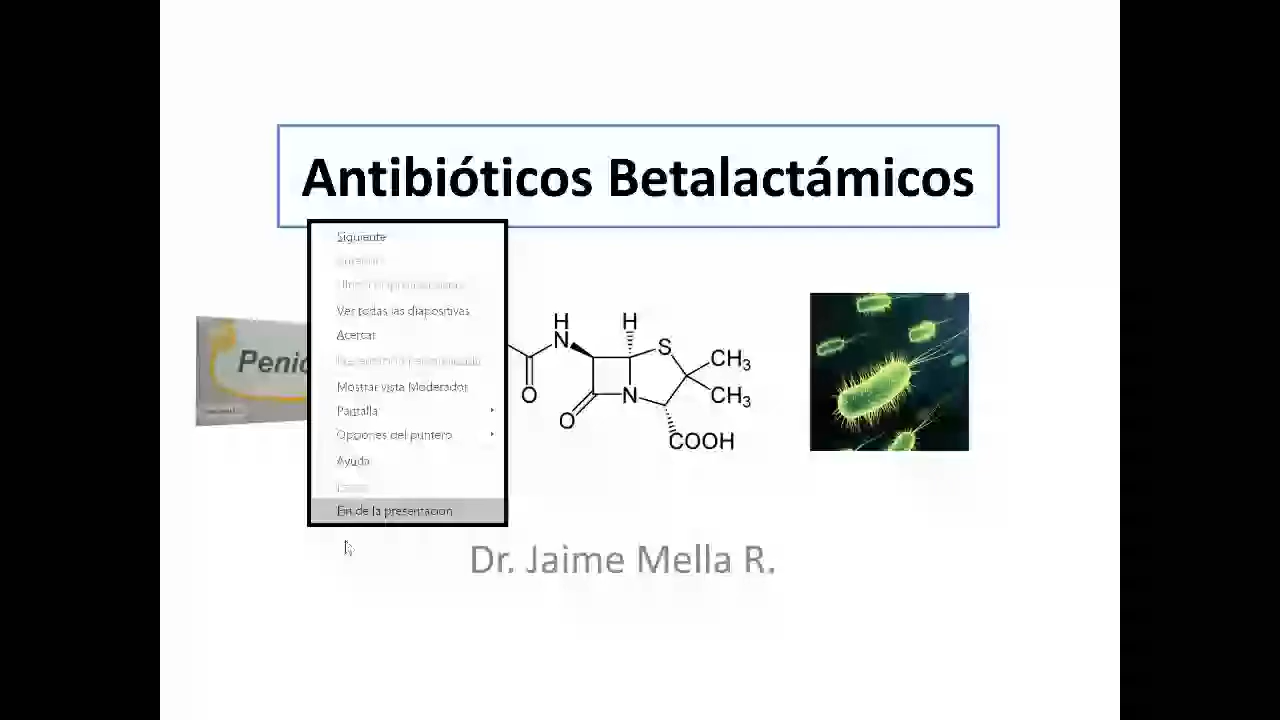 Antibióticos Betalactámicos
Siguiente
Ver todas las diapositivas
Acercar
Mostrar vista Moderador
Pantalla
Opciones del puntero
Ayuda
Fin de la presentación
Penic
H
N
O
H
S
CH3
CH3
N
O
COOH
Dr. Jaime Mella R.